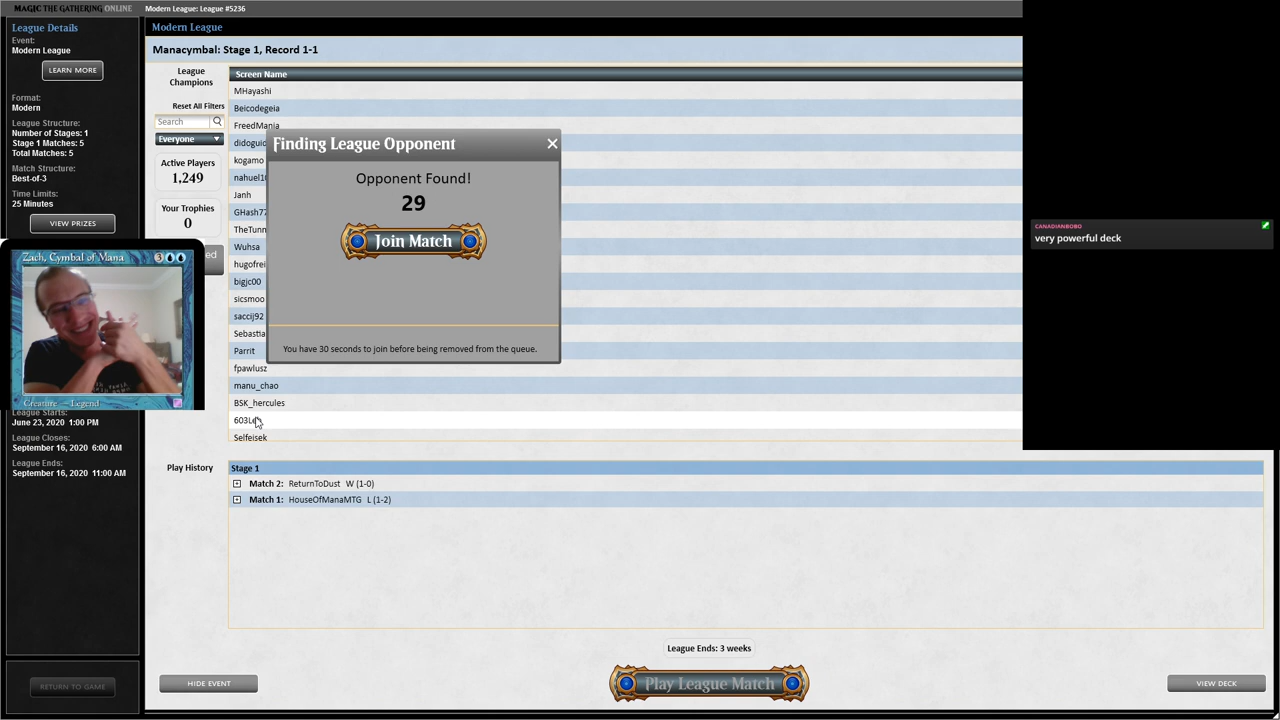 MAGIC THE GATHERING ONLINE
Modern League: League #5236
League Details
Event:
Modern League
LEARN MORE
Format:
Modern
League Structure:
Number of Stages: 1
Stage 1 Matches: 5
Total Matches: 5
Match Structure:
Best-of-3
Time Limits:
25 Minutes
VIEW PRIZES
Zach, Cymbal of Mana
3
Creature — Legend
League Starts:
June 23, 2020 1:00 PM
League Closes:
September 16, 2020 6:00 AM
League Ends:
September 16, 2020 11:00 AM
RETURN TO GAME
Modern League
Manacymbal: Stage 1, Record 1-1
League
Champions
Reset All Filters
Search
Everyone
Active Players
1,249
Your Trophies
0
ed
Screen Name
MHayashi
Beicodegeia
FreedMania
didoguid
kogamo
nahuel10
Janh
GHash77
TheTunn
Wuhsa
hugofrei
bigjc00
sicsmoo
saccij92
Sebastia
Parrit
fpawlusz
manu_chao
BSK_hercules
Selfeisek
Finding League Opponent
Opponent Found!
29
Join Match
You have 30 seconds to join before being removed from the queue.
CANADIANBOBO
very powerful deck
Play History
Stage 1
Match 2: ReturnToDust W (1-0)
Match 1: HouseOfManaMTG L (1-2)
League Ends: 3 weeks
HIDE EVENT
Play League Match
VIEW DECK